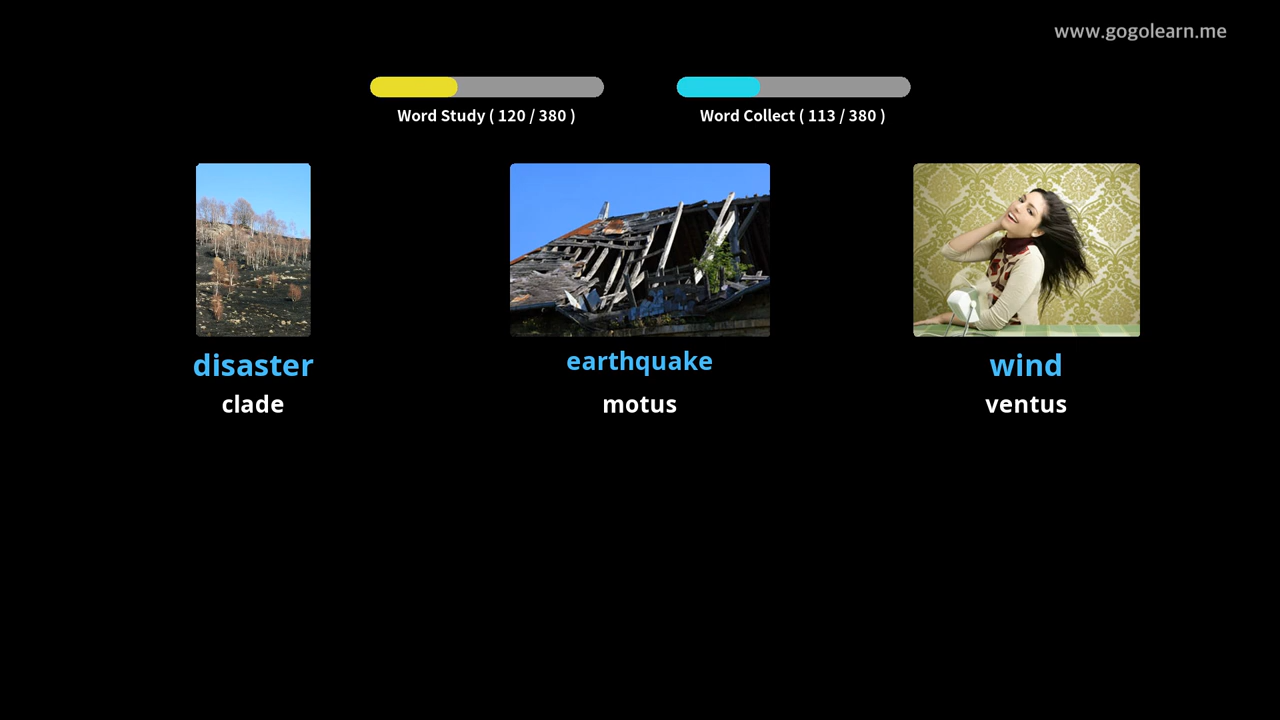 www.gogolearn.me
Word Study ( 120 / 380 )
Word Collect ( 113 / 380 )
disaster
clade
earthquake
motus
wind
ventus